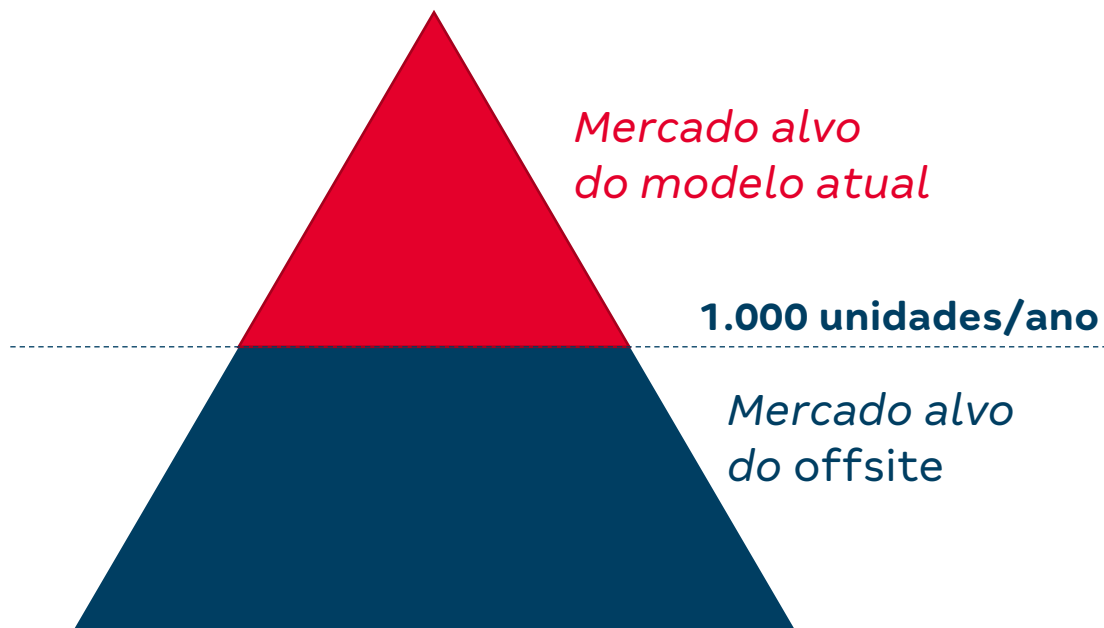 Mercado alvo
do modelo atual
1.000 unidades/ano
Mercado alvo
do offsite